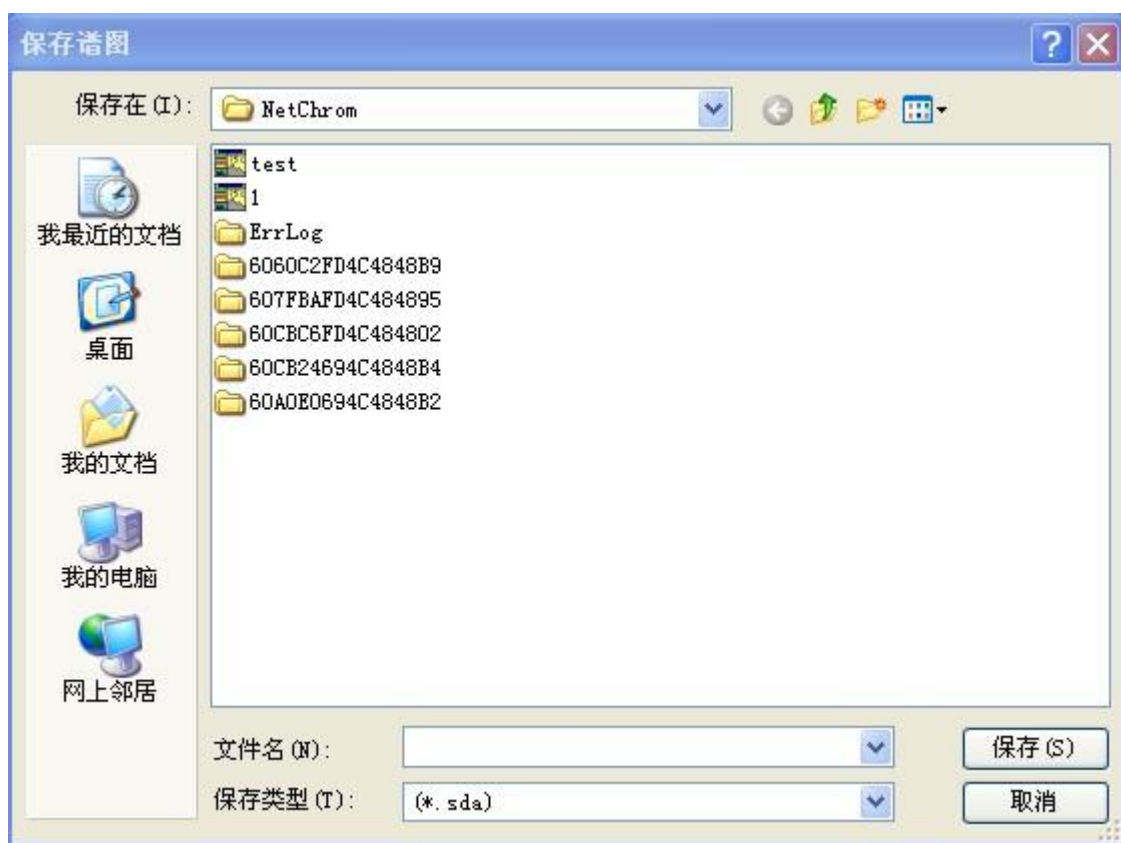 保存谱图
保存在(I):
NetChrom
test
1
ErrLog
6060C2FD4C4848B9
607FBAFD4C484895
60CBC6FD4C484802
60CB24694C4848B4
60A0E0694C4848B2
我最近的文档
桌面
我的文档
我的电脑
网上邻居
文件名(N):
保存(S)
保存类型(T):
(*.sda)
取消